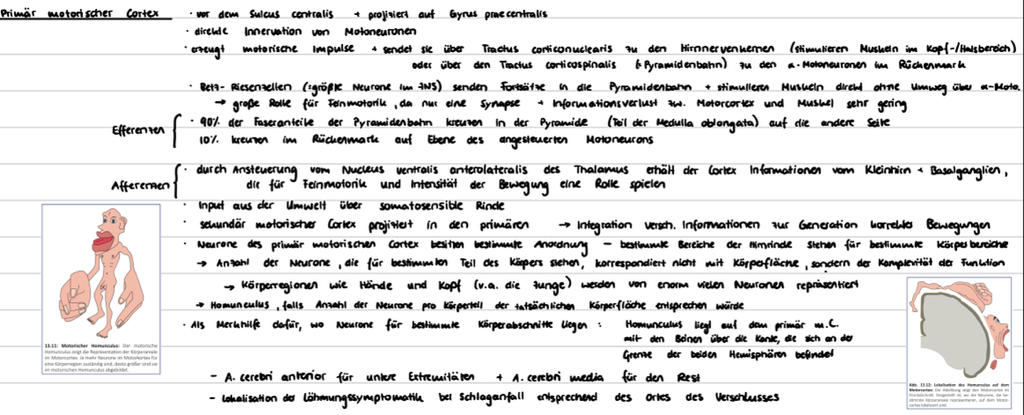 Primär motorischer Cortex
· vor dem Sulcus centralis + projiziert auf Gyrus praecentralis
· direkte Innervation von Motoneuronen
· erzeugt motorische Impulse + sendet sie über Tractus corticonuclearis zu den Hirnnervenkernen (stimulieren Muskeln im Kopf-/Halsbereich)
oder über den Tractus corticospinalis (=Pyramidenbahn) zu den α-Motoneuronen im Rückenmark
· Betz-Riesenzellen (=größte Neurone im ZNS) senden Fortsätze in die Pyramidenbahn + stimulieren Muskeln direkt ohne Umweg über α-Moto.
→ große Rolle für Feinmotorik, da nur eine Synapse + Informationsverlust zw. Motorcortex und Muskel sehr gering
Efferenzen
· 90% der Faseranteile der Pyramidenbahn kreuzen in der Pyramide (Teil der Medulla oblongata) auf die andere Seite
10% kreuzen im Rückenmark auf Ebene des angesteuerten Motoneurons
Afferenzen
· durch Ansteuerung vom Nucleus ventralis anterolateralis des Thalamus erhält der Cortex Informationen vom Kleinhirn + Basalganglien,
die für Feinmotorik und Intensität der Bewegung eine Rolle spielen
· Input aus der Umwelt über somatosensible Rinde
· sekundär motorischer Cortex projiziert in den primären → Integration versch. Informationen zur Generation korrekter Bewegungen
· Neurone des primär motorischen Cortex besitzen bestimmte Anordnung – bestimmte Bereiche der Hirnrinde stehen für bestimmte Körperbereiche
→ Anzahl der Neurone, die für bestimmten Teil des Körpers stehen, korrespondiert nicht mit Körperfläche, sondern der Komplexität der Funktion
→ Körperregionen wie Hände und Kopf (v.a. die Zunge) werden von enorm vielen Neuronen repräsentiert
→ Homunculus, falls Anzahl der Neurone pro Körperteil der tatsächlichen Körperfläche entsprechen würde
· Als Merkhilfe dafür, wo Neurone für bestimmte Körperabschnitte liegen : Homunculus liegt auf dem primär m.C.
mit den Beinen über die Kante, die sich an der
Grenze der beiden Hemisphären befindet
– A. cerebri anterior für untere Extremitäten + A. cerebri media für den Rest
– Lokalisation der Lähmungssymptomatik bei Schlaganfall entsprechend des Ortes des Verschlusses
13.11: Motorischer Homunculus: Der motorische
Homunculus zeigt die Repräsentation der Körperareale
im Motorcortex. Je mehr Neurone im Motorkortex für
eine Körperregion zuständig sind, desto größer sind sie
im motorischen Homunculus abgebildet.
Abb. 13.12: Lokalisation des Homunculus auf dem
Motorcortex: Die Abbildung zeigt den Motorcortex im